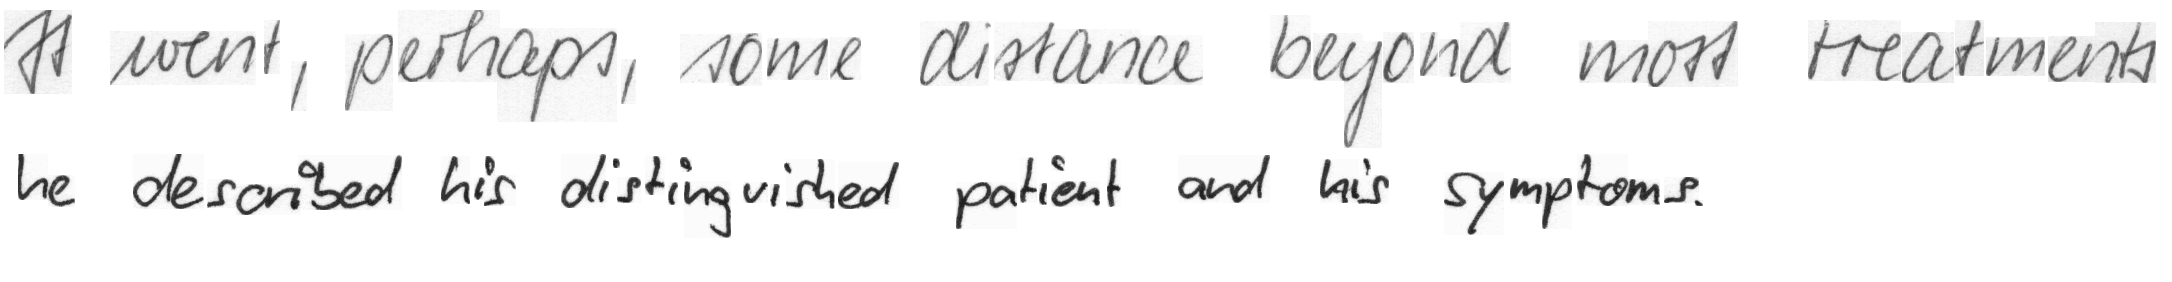 It went, perhaps, some distance beyond most treatments
he described his distinguished patient and his symptoms.